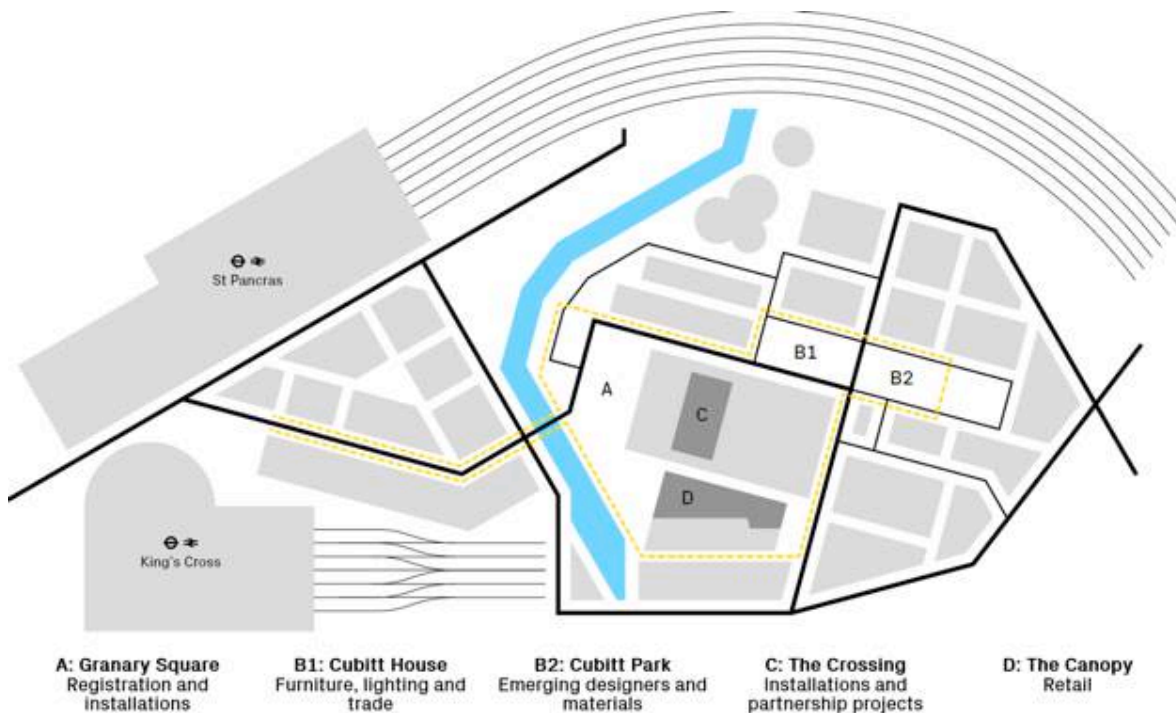 St Pancras
B1
B2
A
C
D
King's Cross
A: Granary Square
Registration and
installations
B1: Cubitt House
Furniture, lighting and
trade
B2: Cubitt Park
Emerging designers and
materials
C: The Crossing
Installations and
partnership projects
D: The Canopy
Retail